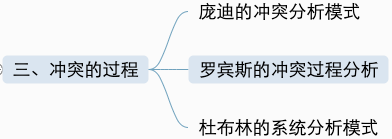 庞迪的冲突分析模式
三、冲突的过程
罗宾斯的冲突过程分析
杜布林的系统分析模式